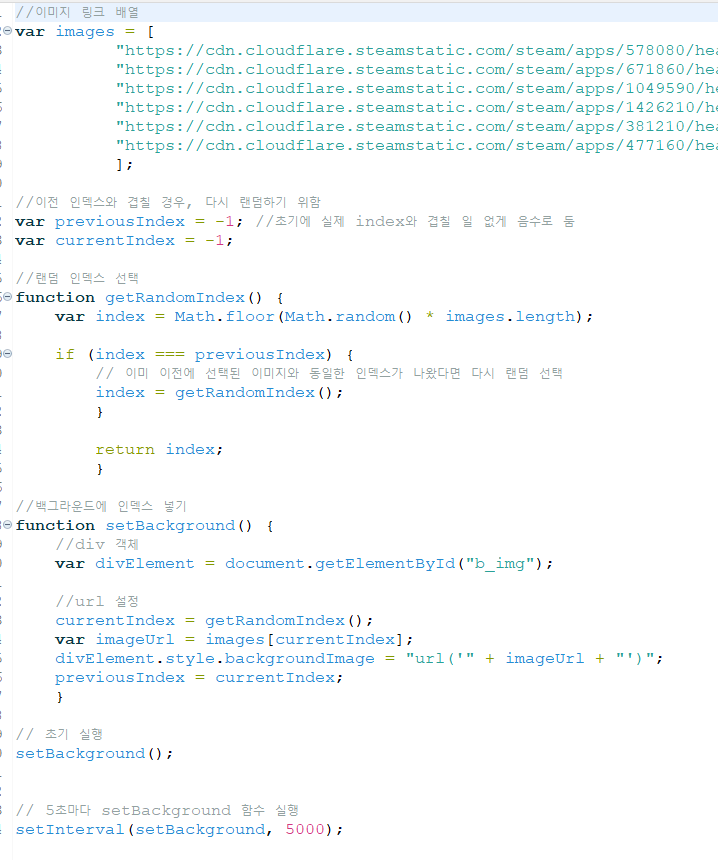 //이미지 링크 배열
var images = [
"https://cdn.cloudflare.steamstatic.com/steam/apps/578080/hea
"https://cdn.cloudflare.steamstatic.com/steam/apps/671860/hea
"https://cdn.cloudflare.steamstatic.com/steam/apps/1049590/he
"https://cdn.cloudflare.steamstatic.com/steam/apps/1426210/he
"https://cdn.cloudflare.steamstatic.com/steam/apps/381210/hea
"https://cdn.cloudflare.steamstatic.com/steam/apps/477160/hea
];
//이전 인덱스와 겹칠 경우, 다시 랜덤하기 위함
var previousIndex = -1; //초기에 실제 index와 겹칠 일 없게 음수로 둠
var currentIndex = -1;
//랜덤 인덱스 선택
function getRandomIndex() {
var index = Math.floor(Math.random() * images.length);
if (index === previousIndex) {
// 이미 이전에 선택된 이미지와 동일한 인덱스가 나왔다면 다시 랜덤 선택
index = getRandomIndex();
}
return index;
}
//백그라운드에 인덱스 넣기
function setBackground() {
//div 객체
var divElement = document.getElementById("b_img");
//url 설정
currentIndex = getRandomIndex();
var imageUrl = images[currentIndex];
divElement.style.backgroundImage = "url('" + imageUrl + "')";
previousIndex = currentIndex;
}
// 초기 실행
setBackground();
// 5초마다 setBackground 함수 실행
setInterval(setBackground, 5000);